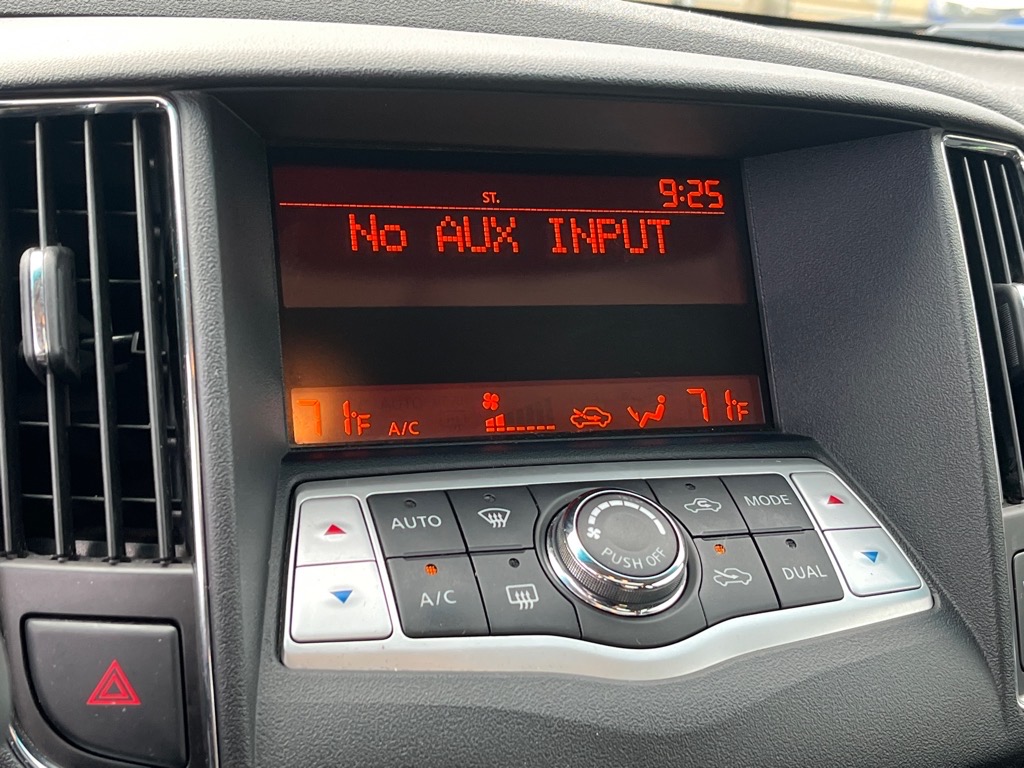 ST. 9:25
No AUX INPUT
71°F A/C 71°F
AUTO MODE
PUSH OFF
A/C DUAL